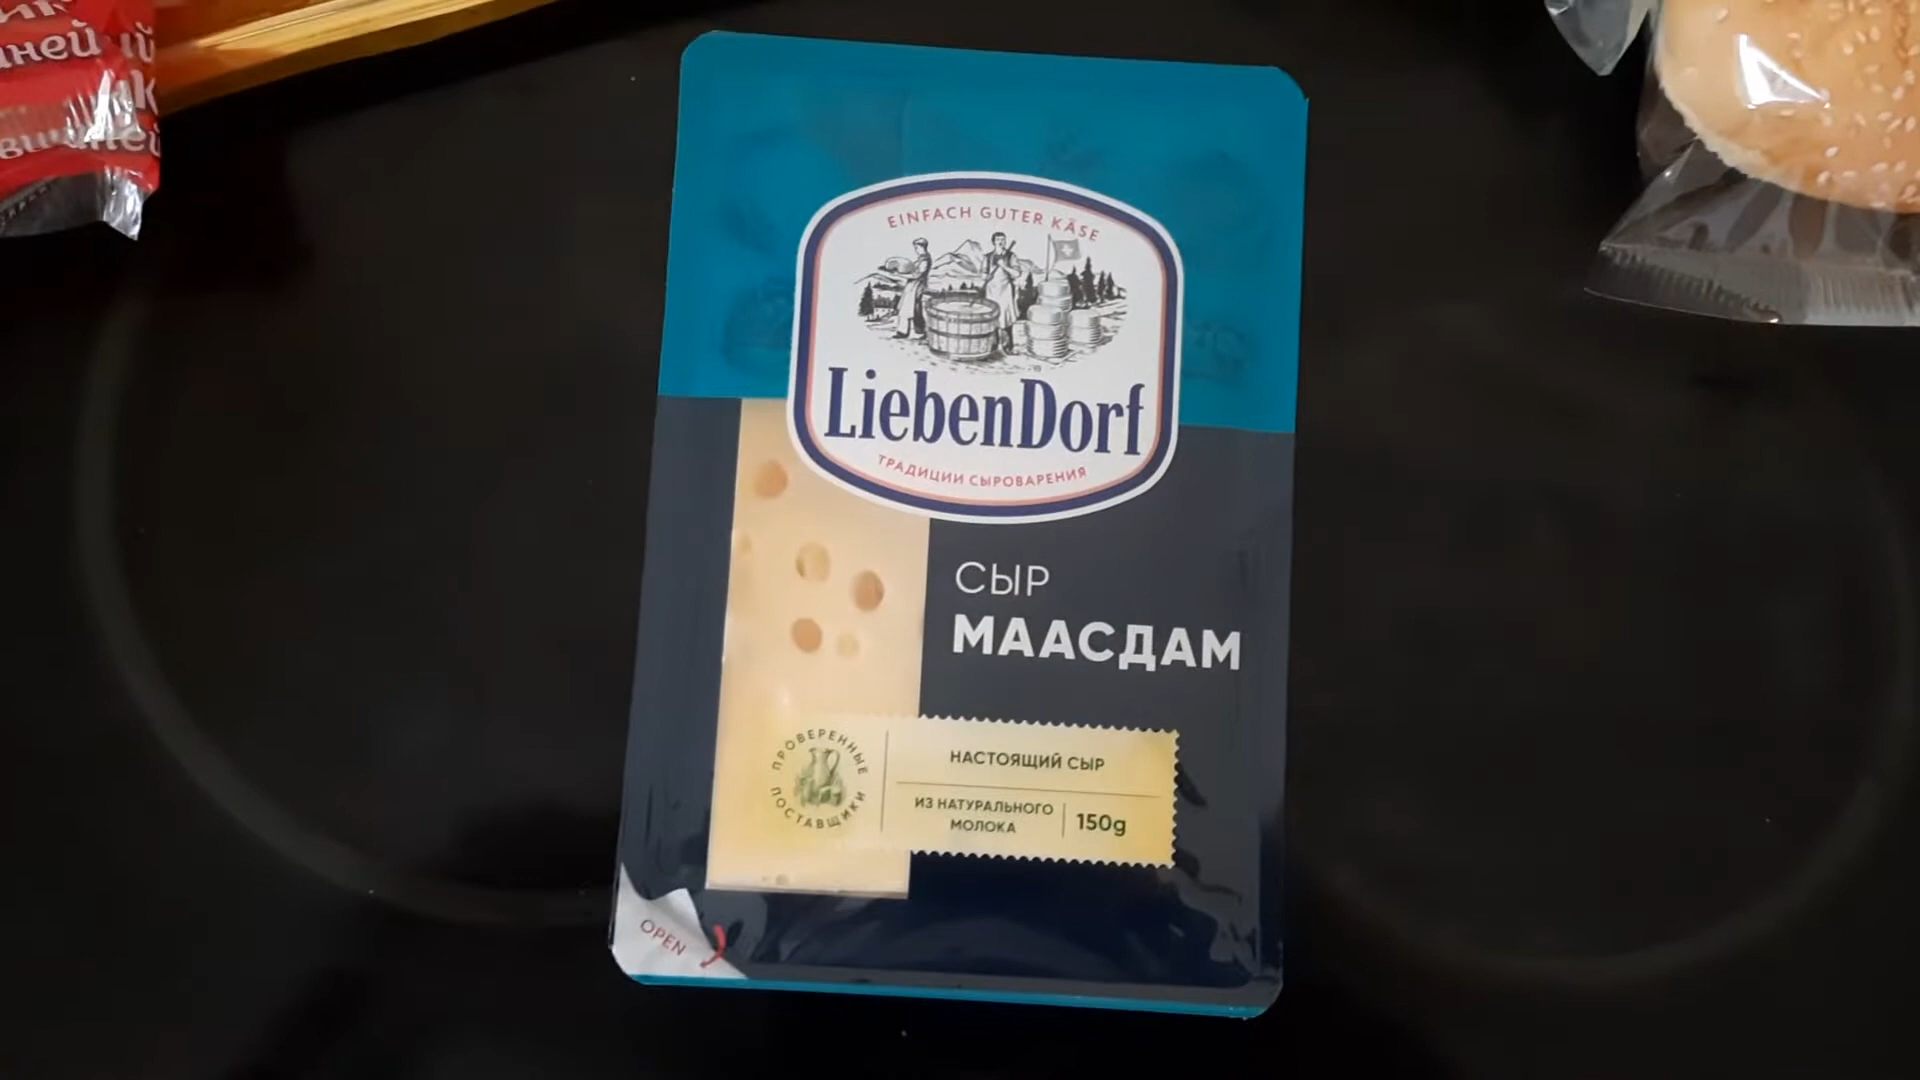 EINFACH GUTER KÄSE
LiebenDorf
ТРАДИЦИИ СЫРОВАРЕНИЯ
СЫР
МААСДАМ
ПРОВЕРЕННЫЕ
ПОСТАВЩИКИ
НАСТОЯЩИЙ СЫР
ИЗ НАТУРАЛЬНОГО
МОЛОКА
150g
OPEN